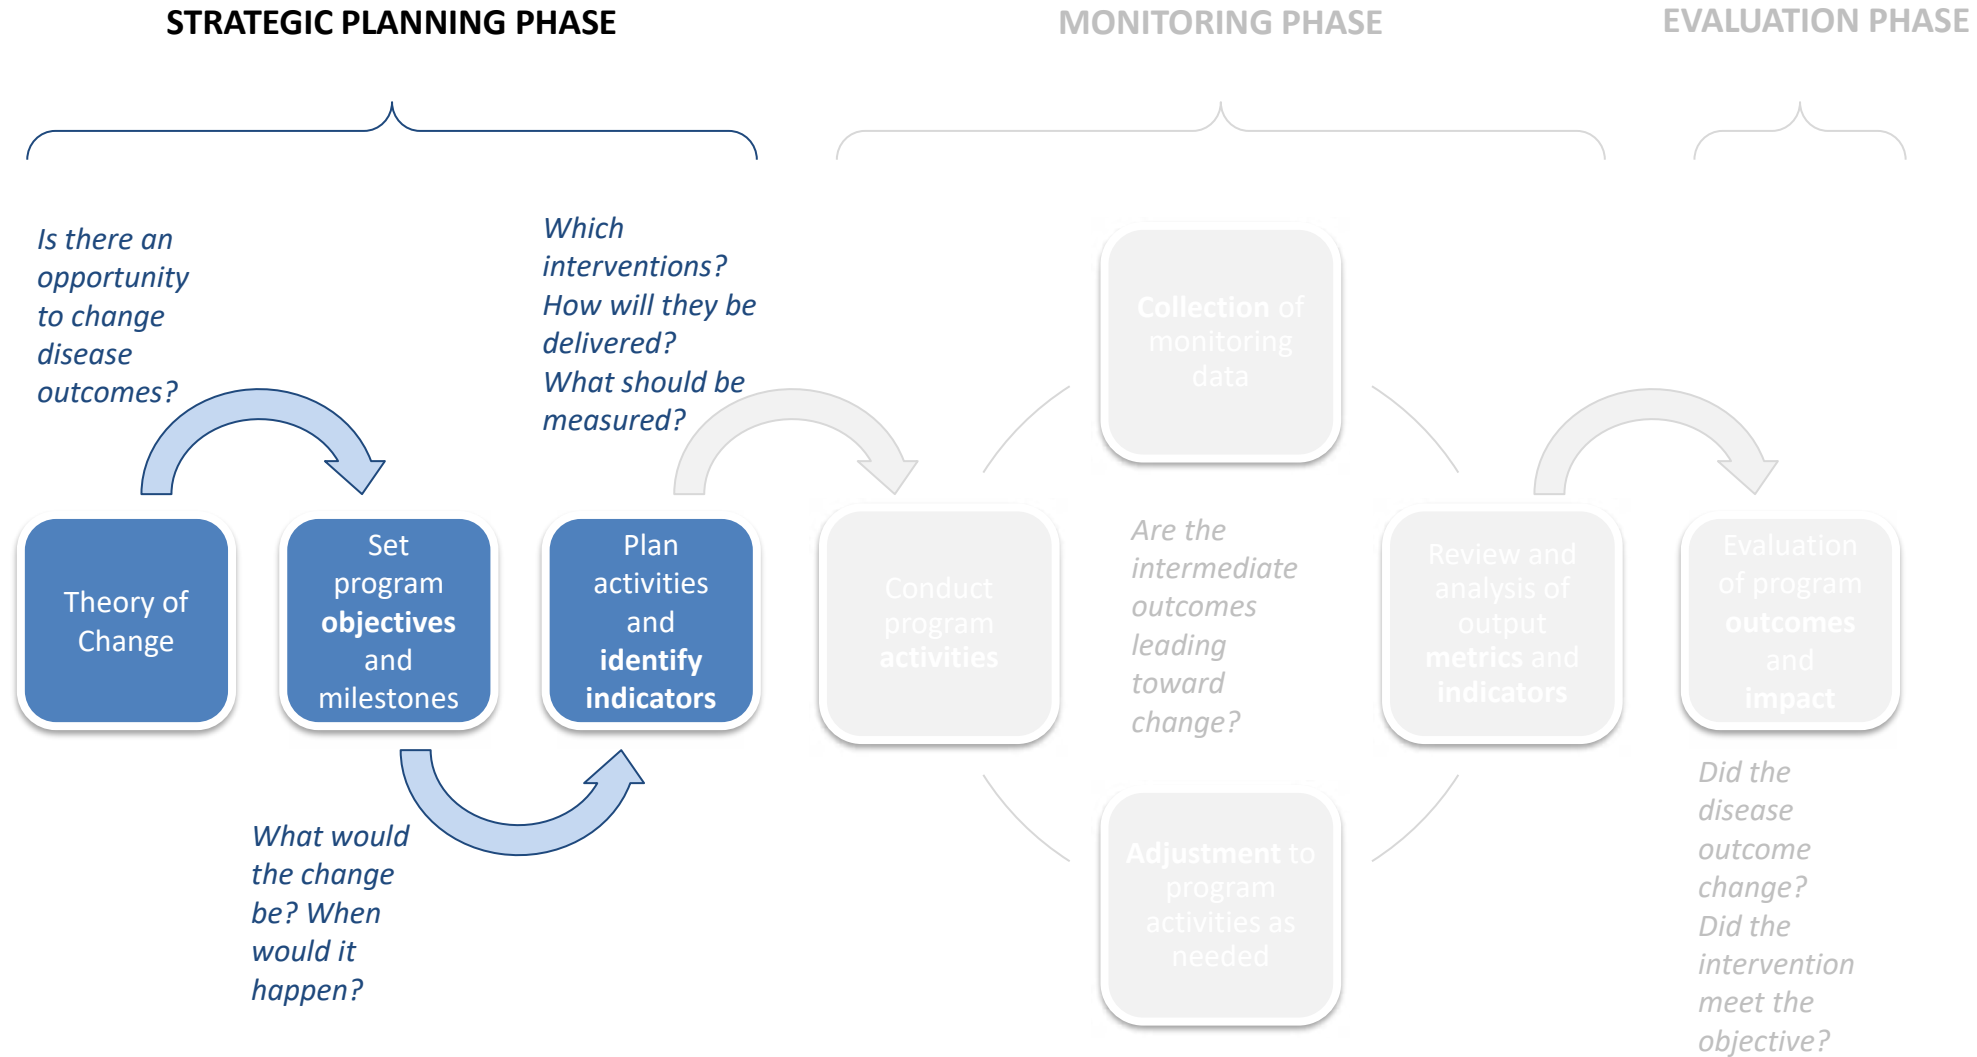 STRATEGIC PLANNING PHASE
MONITORING PHASE
EVALUATION PHASE
Is there an
opportunity
to change
disease
outcomes?
Which
interventions?
How will they be
delivered?
What should be
measured?
Theory of
Change
Set
program
objectives
and
milestones
Plan
activities
and
identify
indicators
What would
the change
be? When
would it
happen?
Conduct
program
activities
Collection of
monitoring
data
Are the
intermediate
outcomes
leading
toward
change?
Adjustment to
program
activities as
needed
Review and
analysis of
output
metrics and
indicators
Evaluation
of program
outcomes
and
impact
Did the
disease
outcome
change?
Did the
intervention
meet the
objective?